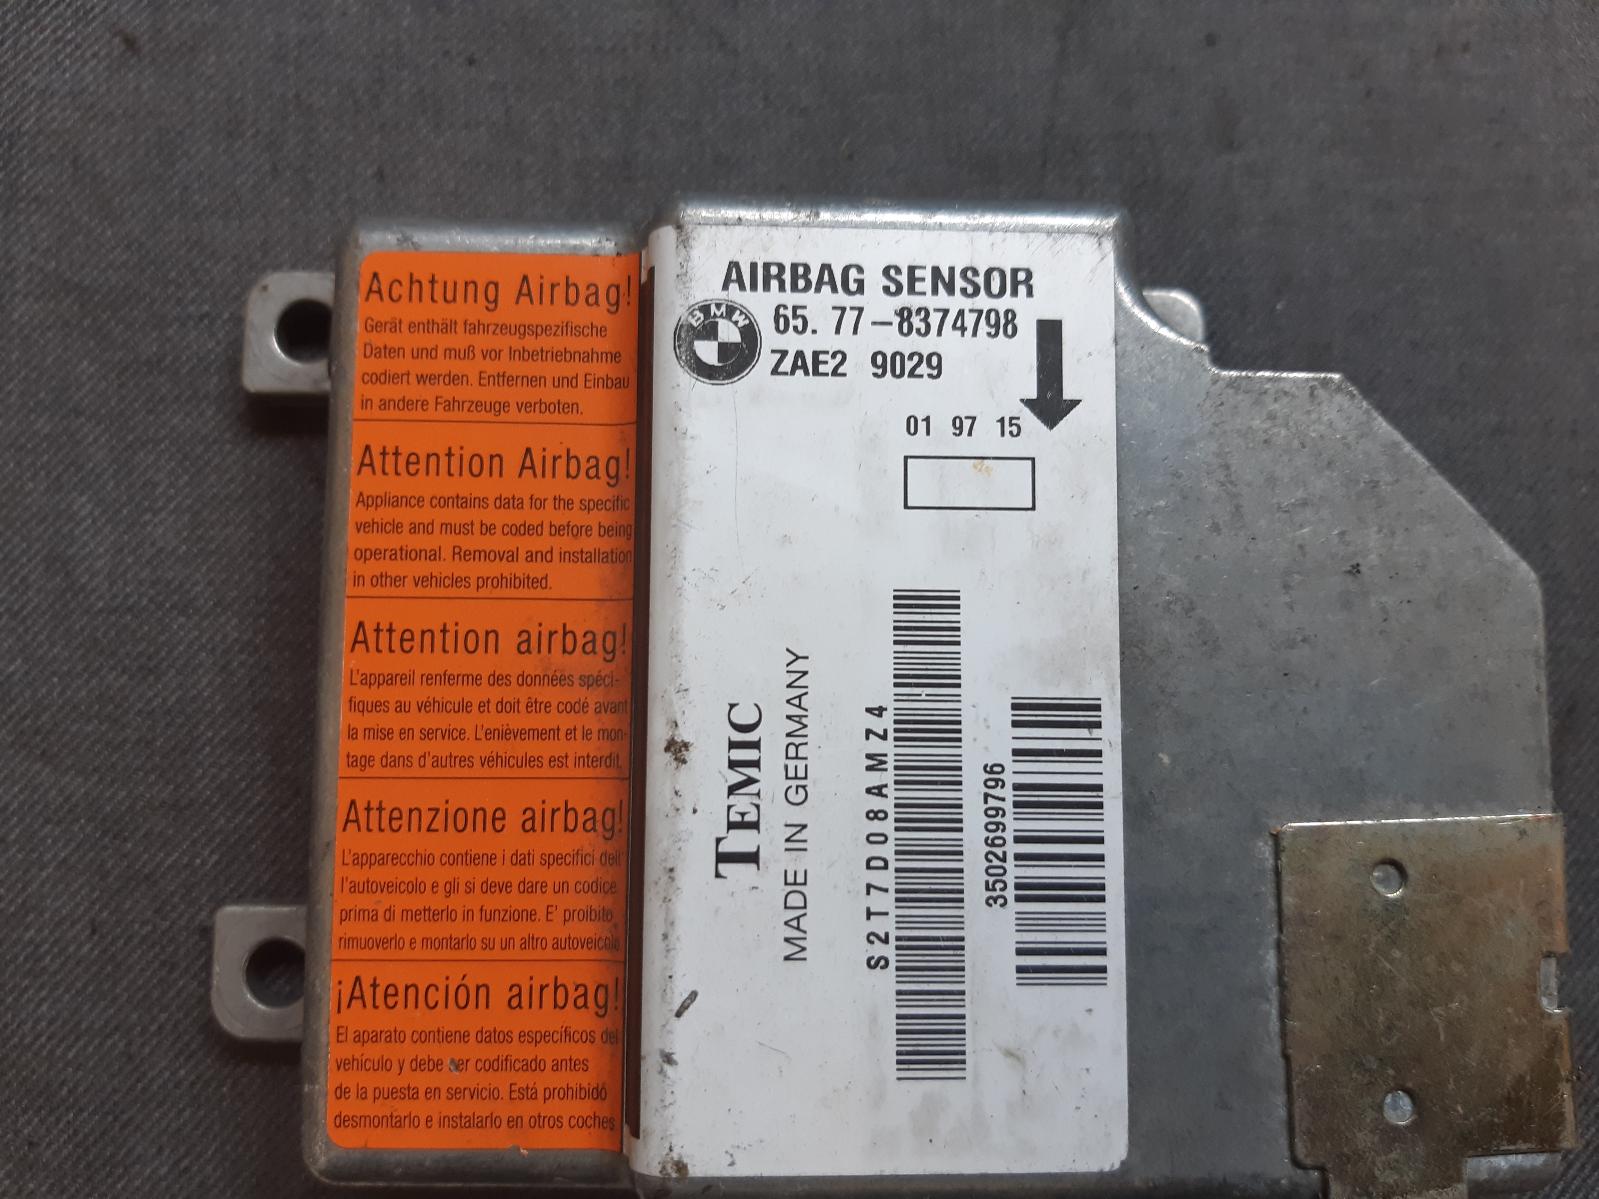 Achtung Airbag!
Gerät enthält fahrzeugspezifische
Daten und muß vor Inbetriebnahme
codiert werden. Entfernen und Einbau
in andere Fahrzeuge verboten.
Attention Airbag!
Appliance contains data for the specific
vehicle and must be coded before being
operational. Removal and installation
in other vehicles prohibited.
Attention airbag!
L'appareil renferme des données spéci-
fiques au véhicule et doit être codé avant
la mise en service. L'enièvement et le mon-
tage dans d'autres véhicules est interdit.
Attenzione airbag!
L'apparecchio contiene i dati specifici dell'
l'autoveicolo e gli si deve dare un codice
prima di metterlo in funzione. E' proibito
rimuoverlo e montarlo su un altro autoveicolo
¡Atención airbag!
El aparato contiene datos específicos del
vehículo y debe ser codificado antes
de la puesta en servicio. Está prohibido
desmontarlo e instalarlo en otros coches
AIRBAG SENSOR
BMW
65. 77-8374798
ZAE2 9029
01 97 15
TEMIC
MADE IN GERMANY
S2T7D08AMZ4
3502699796